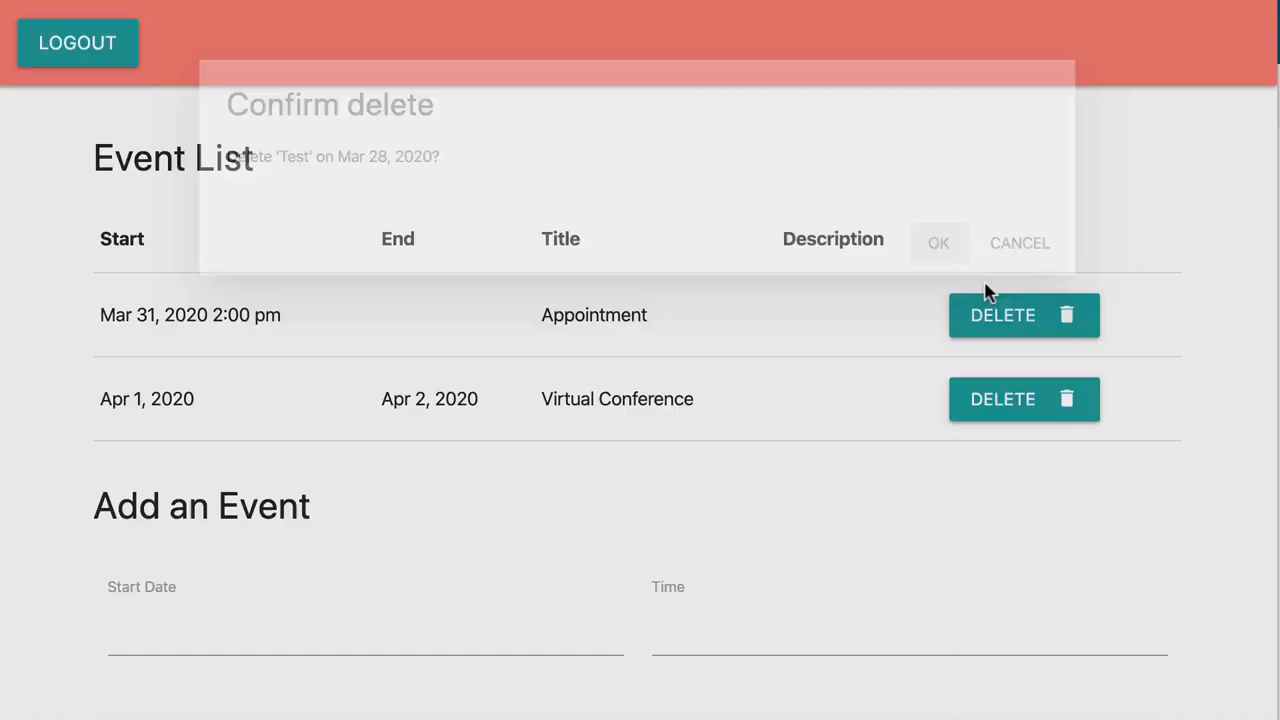 LOGOUT
Confirm delete
Delete 'Test' on Mar 28, 2020?
Event List
Start End Title Description
OK CANCEL
Mar 31, 2020 2:00 pm Appointment DELETE
Apr 1, 2020 Apr 2, 2020 Virtual Conference DELETE
Add an Event
Start Date Time